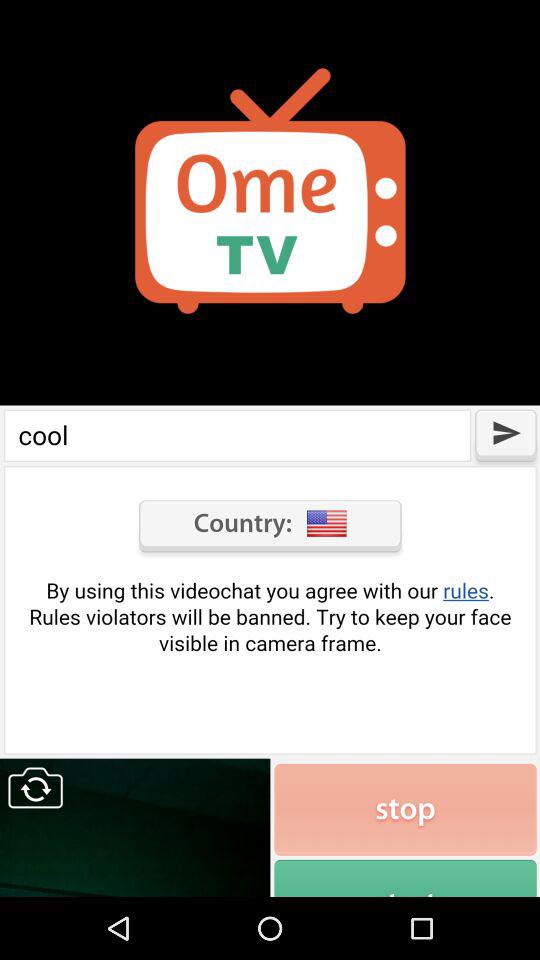 Ome
TV
cool
Country:
By using this videochat you agree with our rules.
Rules violators will be banned. Try to keep your face
visible in camera frame.
stop